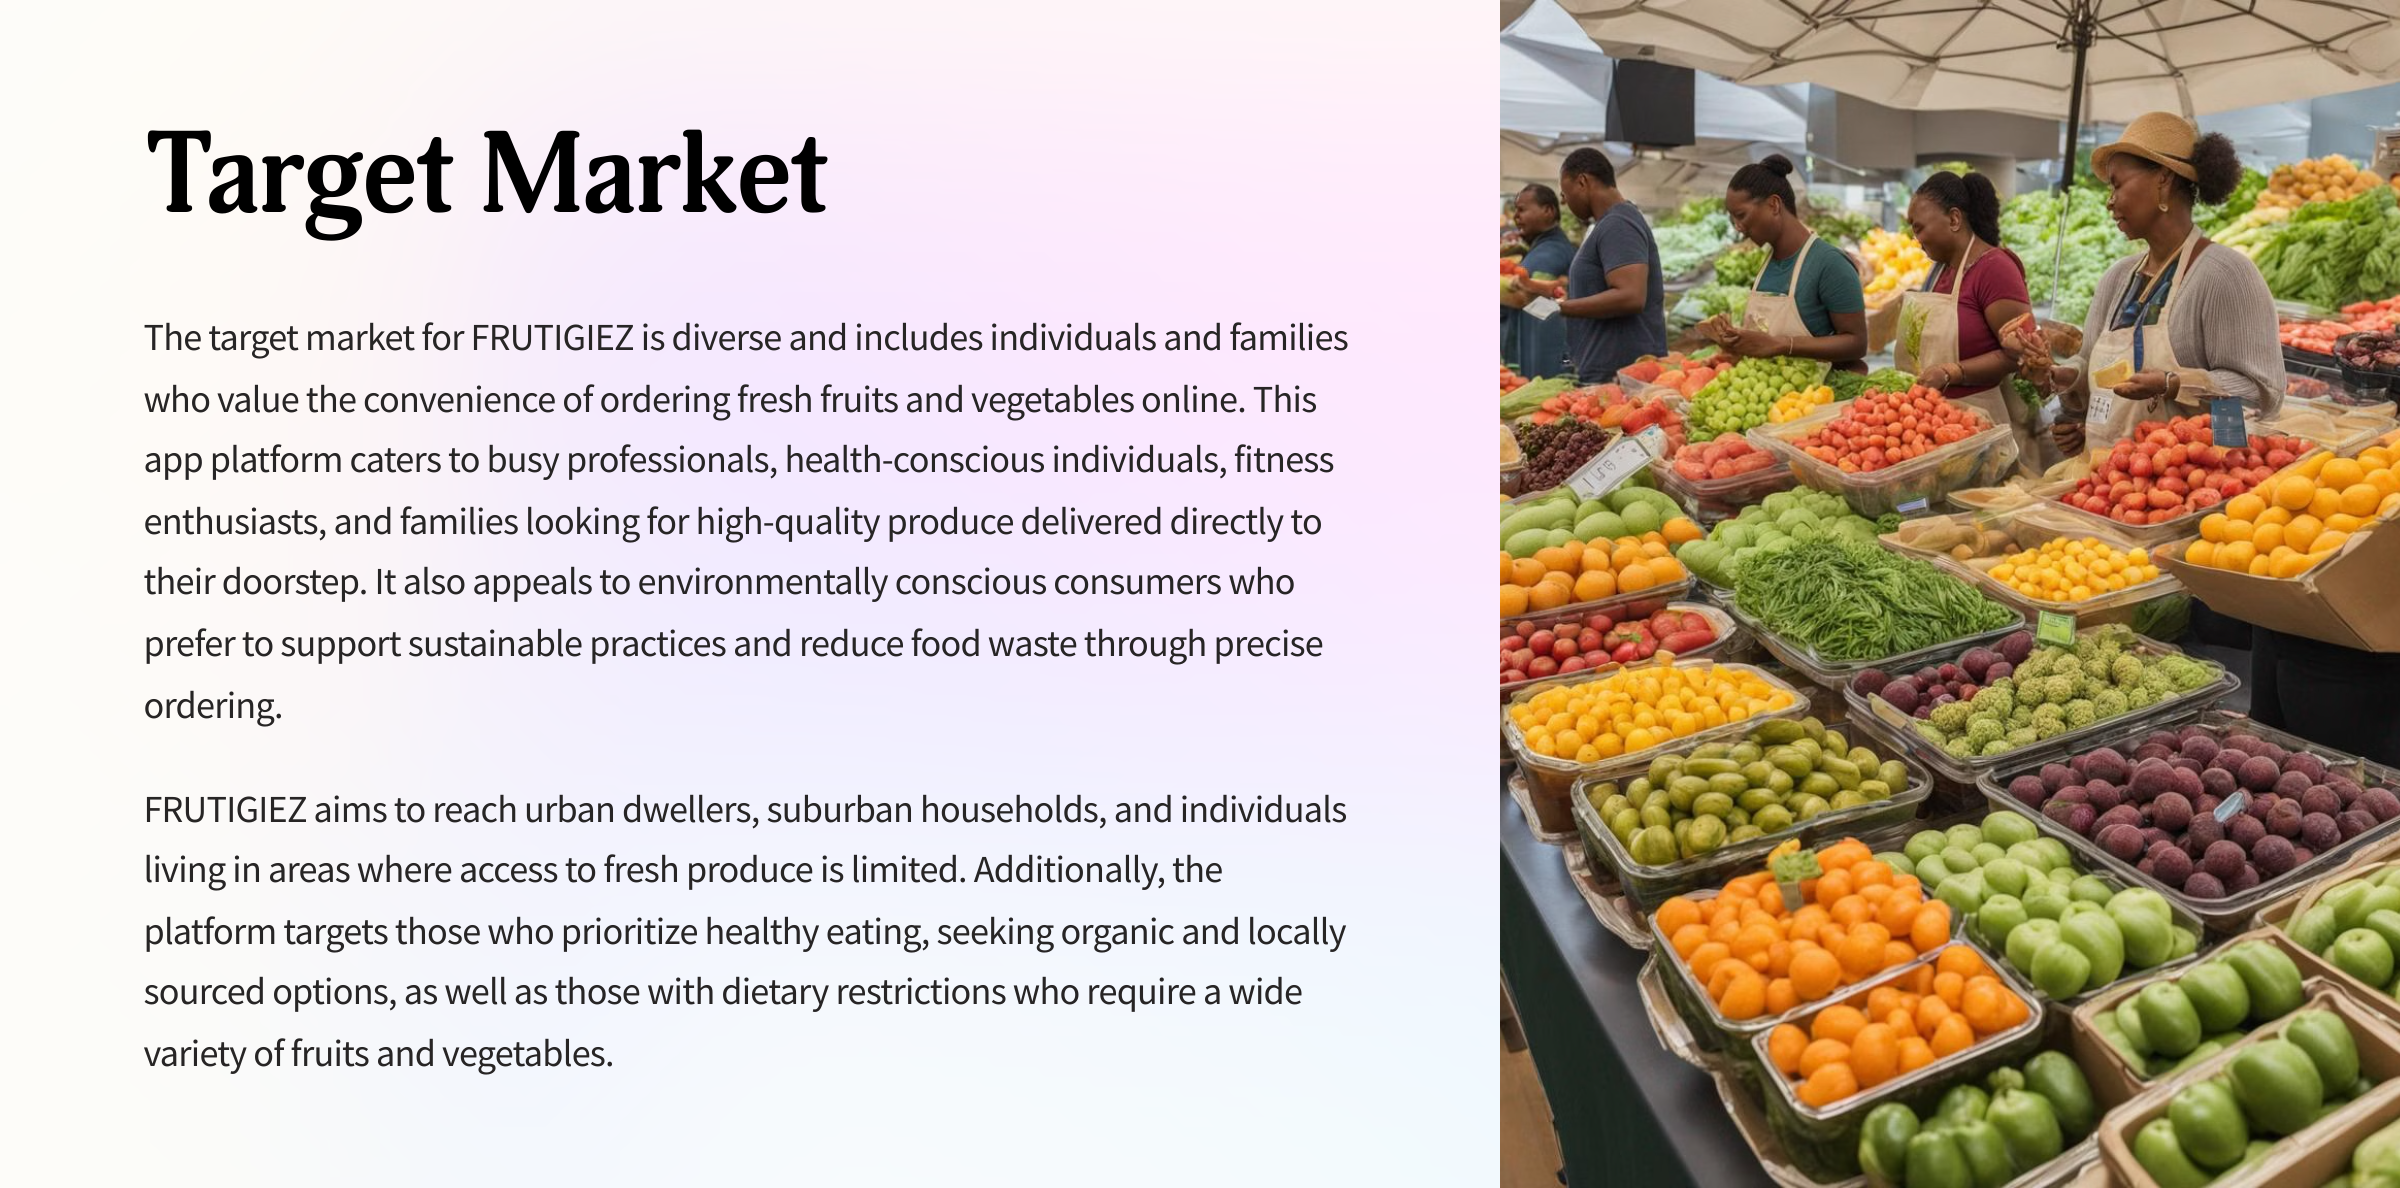 Target Market
The target market for FRUTIGIEZ is diverse and includes individuals and families
who value the convenience of ordering fresh fruits and vegetables online. This
app platform caters to busy professionals, health-conscious individuals, fitness
enthusiasts, and families looking for high-quality produce delivered directly to
their doorstep. It also appeals to environmentally conscious consumers who
prefer to support sustainable practices and reduce food waste through precise
ordering.
FRUTIGIEZ aims to reach urban dwellers, suburban households, and individuals
living in areas where access to fresh produce is limited. Additionally, the
platform targets those who prioritize healthy eating, seeking organic and locally
sourced options, as well as those with dietary restrictions who require a wide
variety of fruits and vegetables.